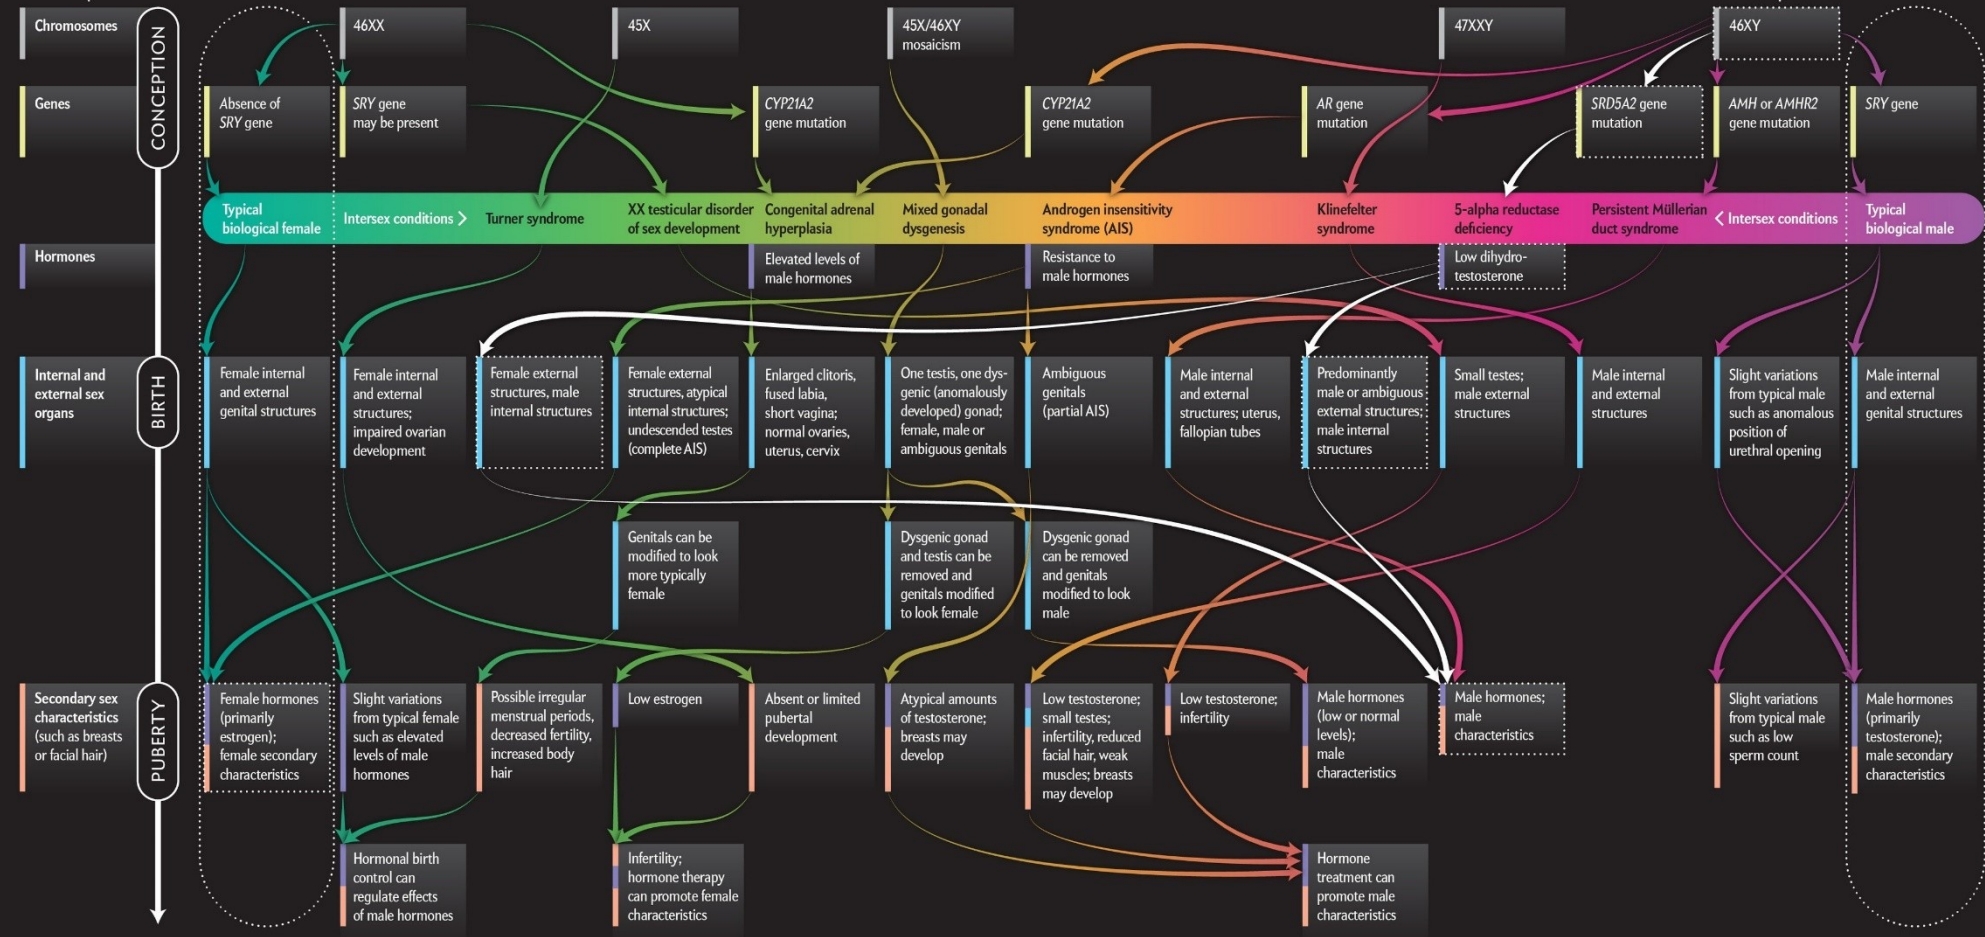 Chromosomes
46XX
45X
45X/46XY
mosaicism
47XXY
46XY
CONCEPTION
Genes
Absence of
SRY gene
SRY gene
may be present
CYP21A2
gene mutation
CYP21A2
gene mutation
AR gene
mutation
SRD5A2 gene
mutation
AMH or AMHR2
gene mutation
SRY gene
Typical
biological female
Intersex conditions >
Turner syndrome
XX testicular disorder
of sex development
Congenital adrenal
hyperplasia
Mixed gonadal
dysgenesis
Androgen insensitivity
syndrome (AIS)
Klinefelter
syndrome
5-alpha reductase
deficiency
Persistent Müllerian
duct syndrome
< Intersex conditions
Typical
biological male
Hormones
Elevated levels of
male hormones
Resistance to
male hormones
Low dihydro-
testosterone
Internal and
external sex
organs
BIRTH
Female internal
and external
genital structures
Female internal
and external
structures;
impaired ovarian
development
Female external
structures, male
internal structures
Female external
structures, atypical
internal structures;
undescended testes
(complete AIS)
Enlarged clitoris,
fused labia,
short vagina;
normal ovaries,
uterus, cervix
One testis, one dys-
genic (anomalously
developed) gonad;
female, male or
ambiguous genitals
Ambiguous
genitals
(partial AIS)
Male internal
and external
structures; uterus,
fallopian tubes
Predominantly
male or ambiguous
external structures;
male internal
structures
Small testes;
male external
structures
Male internal
and external
structures
Slight variations
from typical male
such as anomalous
position of
urethral opening
Male internal
and external
genital structures
Genitals can be
modified to look
more typically
female
Dysgenic gonad
and testis can be
removed and
genitals modified
to look female
Dysgenic gonad
can be removed
and genitals
modified to look
male
Secondary sex
characteristics
(such as breasts
or facial hair)
PUBERTY
Female hormones
(primarily
estrogen);
female secondary
characteristics
Slight variations
from typical female
such as elevated
levels of male
hormones
Possible irregular
menstrual periods,
decreased fertility,
increased body
hair
Low estrogen
Absent or limited
pubertal
development
Atypical amounts
of testosterone;
breasts may
develop
Low testosterone;
small testes;
infertility, reduced
facial hair, weak
muscles; breasts
may develop
Low testosterone;
infertility
Male hormones
(low or normal
levels);
male
characteristics
Male hormones;
male
characteristics
Slight variations
from typical male
such as low
sperm count
Male hormones
(primarily
testosterone);
male secondary
characteristics
Hormonal birth
control can
regulate effects
of male hormones
Infertility;
hormone therapy
can promote female
characteristics
Hormone
treatment can
promote male
characteristics